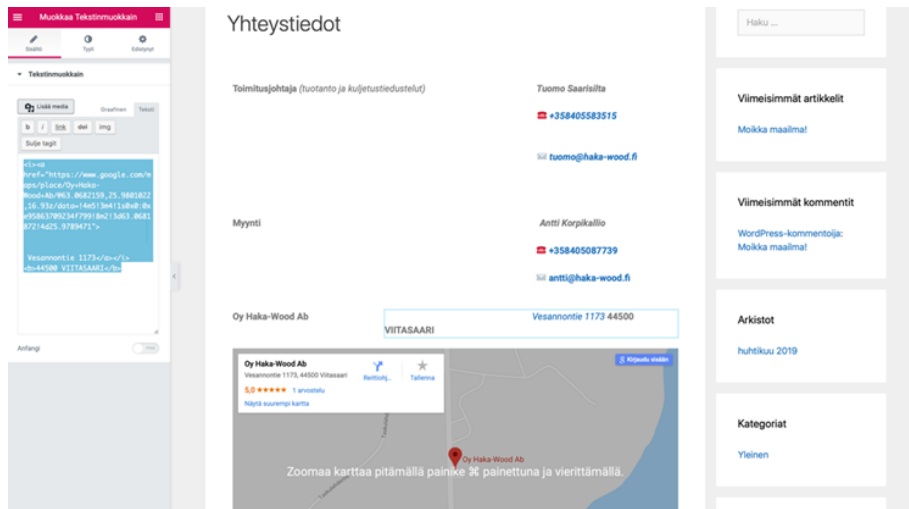 Muokkaa Tekstinmuokkain
Sisältö
Tyyli
Edistynyt
Tekstinmuokkain
Lisää media
Graafinen
Teksti
b
i
link
del
img
Sulje tagit
<i><a
href="https://www.google.com/m
aps/place/Oy+Haka-
Wood+Ab/@63.0682159,25.9801022
,16.93z/data=!4m5!3m4!1s0x0:0x
e95863709234f799!8m2!3d63.0681
872!4d25.9789471">
Vesannontie 1173</a></i>
<b>44500 VIITASAARI</b>
Anfangi
Yhteystiedot
Toimitusjohtaja (tuotanto ja kuljetustiedustelut)
Tuomo Saarisilta
+358405583515
tuomo@haka-wood.fi
Myynti
Antti Korpikallio
+358405087739
antti@haka-wood.fi
Oy Haka-Wood Ab
Vesannontie 1173 44500
VIITASAARI
Oy Haka-Wood Ab
Vesannontie 1173, 44500 Viitasaari
5,0 ★★★★★ 1 arvostelu
Näytä suurempi kartta
Reittiohj...
Tallenna
Kirjaudu sisään
Oy Haka-Wood Ab
Zoomaa karttaa pitämällä painike ⌘ painettuna ja vierittämällä.
Haku …
Viimeisimmät artikkelit
Moikka maailma!
Viimeisimmät kommentit
WordPress-kommentoija:
Moikka maailma!
Arkistot
huhtikuu 2019
Kategoriat
Yleinen